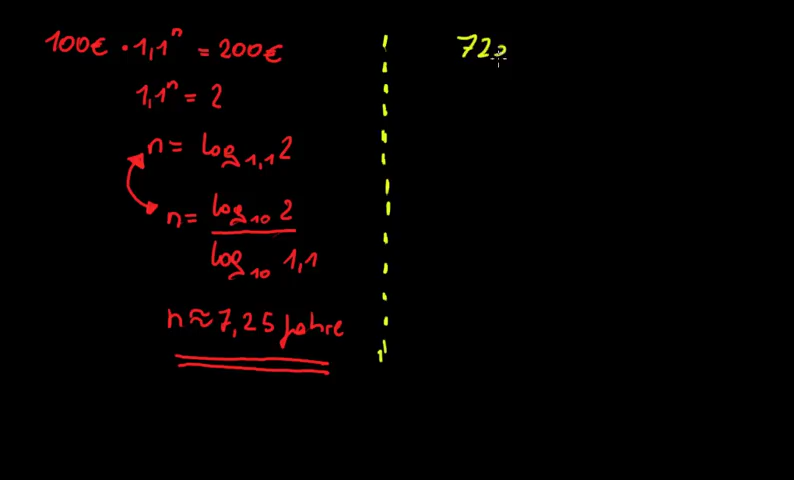 100€ · 1,1ⁿ = 200€
1,1ⁿ = 2
n = log₁,₁ 2
n = log₁₀ 2
log₁₀ 1,1
n ≈ 7,25 Jahre
72